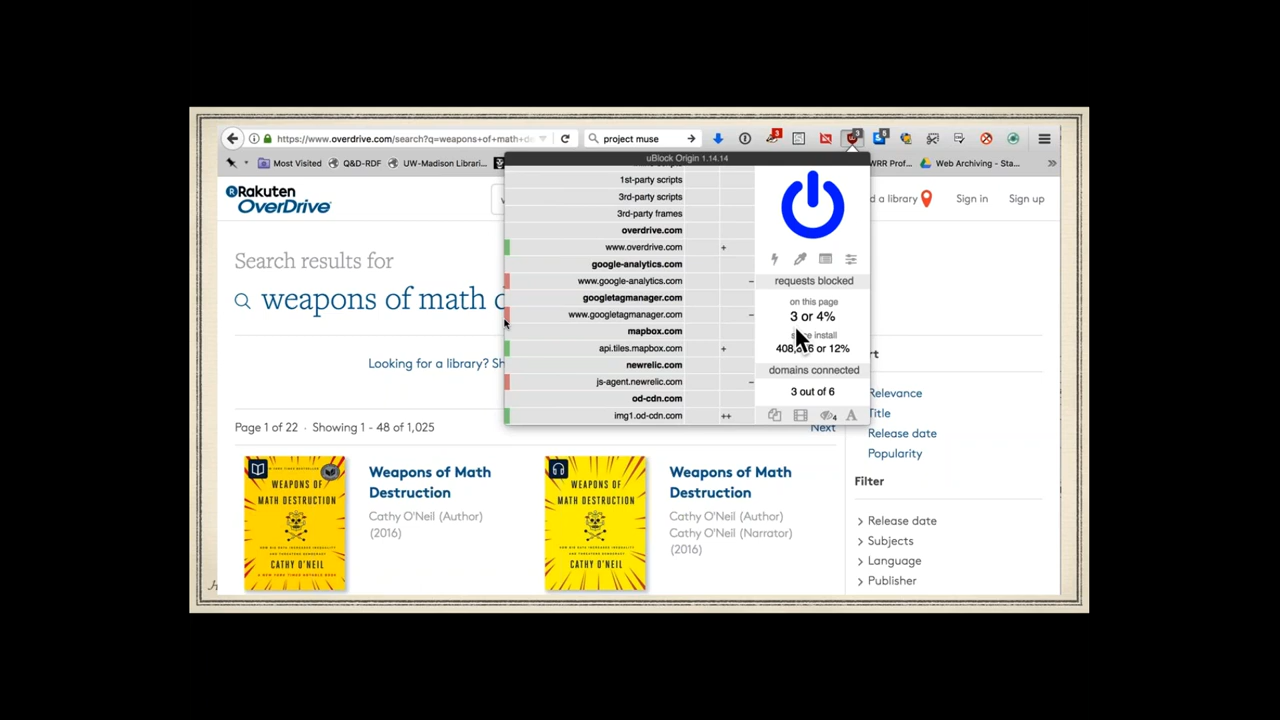 https://www.overdrive.com/search?q=weapons+of+math+de
project muse
3
3
6
Most Visited
Q&D-RDF
UW-Madison Librari...
WRR Prof...
Web Archiving - Sta...
uBlock Origin 1.14.14
Rakuten
OverDrive
a library
Sign in
Sign up
1st-party scripts
3rd-party scripts
3rd-party frames
overdrive.com
www.overdrive.com +
google-analytics.com
www.google-analytics.com –
googletagmanager.com
www.googletagmanager.com –
mapbox.com
api.tiles.mapbox.com +
newrelic.com
js-agent.newrelic.com –
od-cdn.com
img1.od-cdn.com ++
requests blocked
on this page
3 or 4%
install
or 12%
domains connected
3 out of 6
4
A
Search results for
weapons of math
Looking for a library?
Page 1 of 22
Showing 1 - 48 of 1,025
Next
Relevance
Title
Release date
Popularity
Filter
Release date
Subjects
Language
Publisher
WEAPONS OF
MATH DESTRUCTION
CATHY O'NEIL
Weapons of Math
Destruction
Cathy O'Neil (Author)
(2016)
WEAPONS OF
MATH DESTRUCTION
CATHY O'NEIL
Weapons of Math
Destruction
Cathy O'Neil (Author)
Cathy O'Neil (Narrator)
(2016)